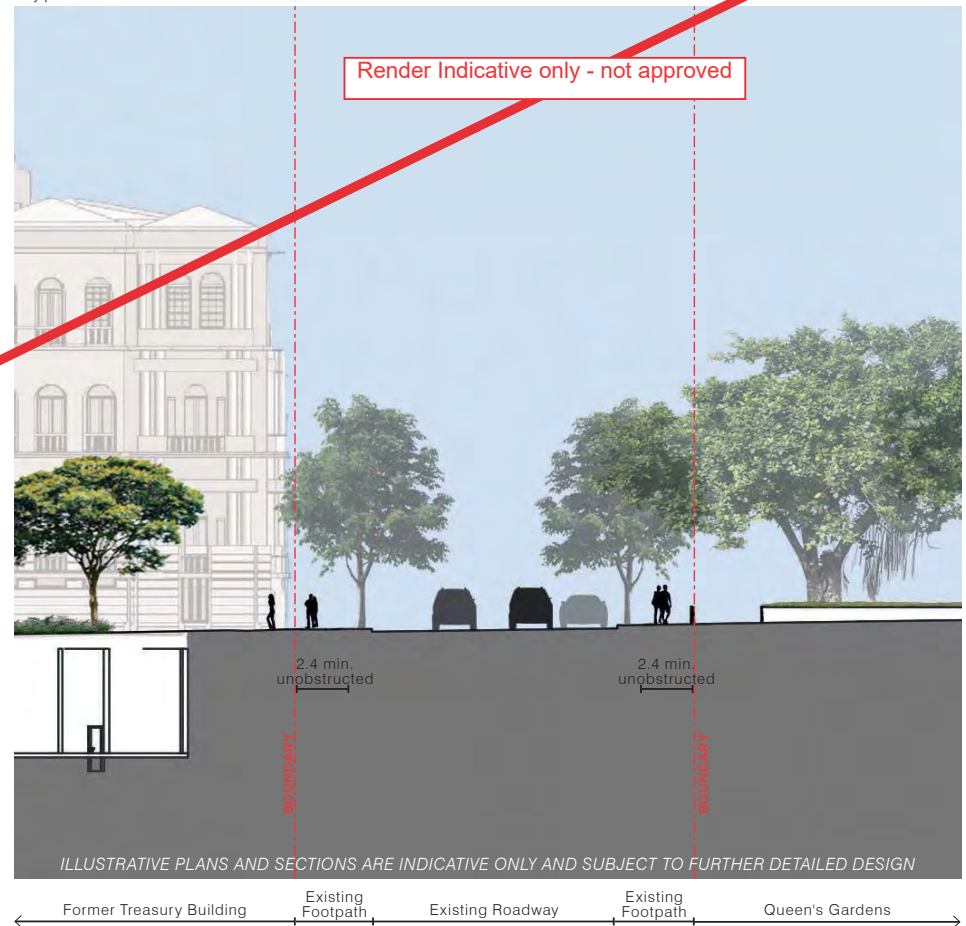 Render Indicative only - not approved
2.4 min.
unobstructed
2.4 min.
unobstructed
BOUNDARY
BOUNDARY
ILLUSTRATIVE PLANS AND SECTIONS ARE INDICATIVE ONLY AND SUBJECT TO FURTHER DETAILED DESIGN
Former Treasury Building
Existing
Footpath
Existing Roadway
Existing
Footpath
Queen's Gardens